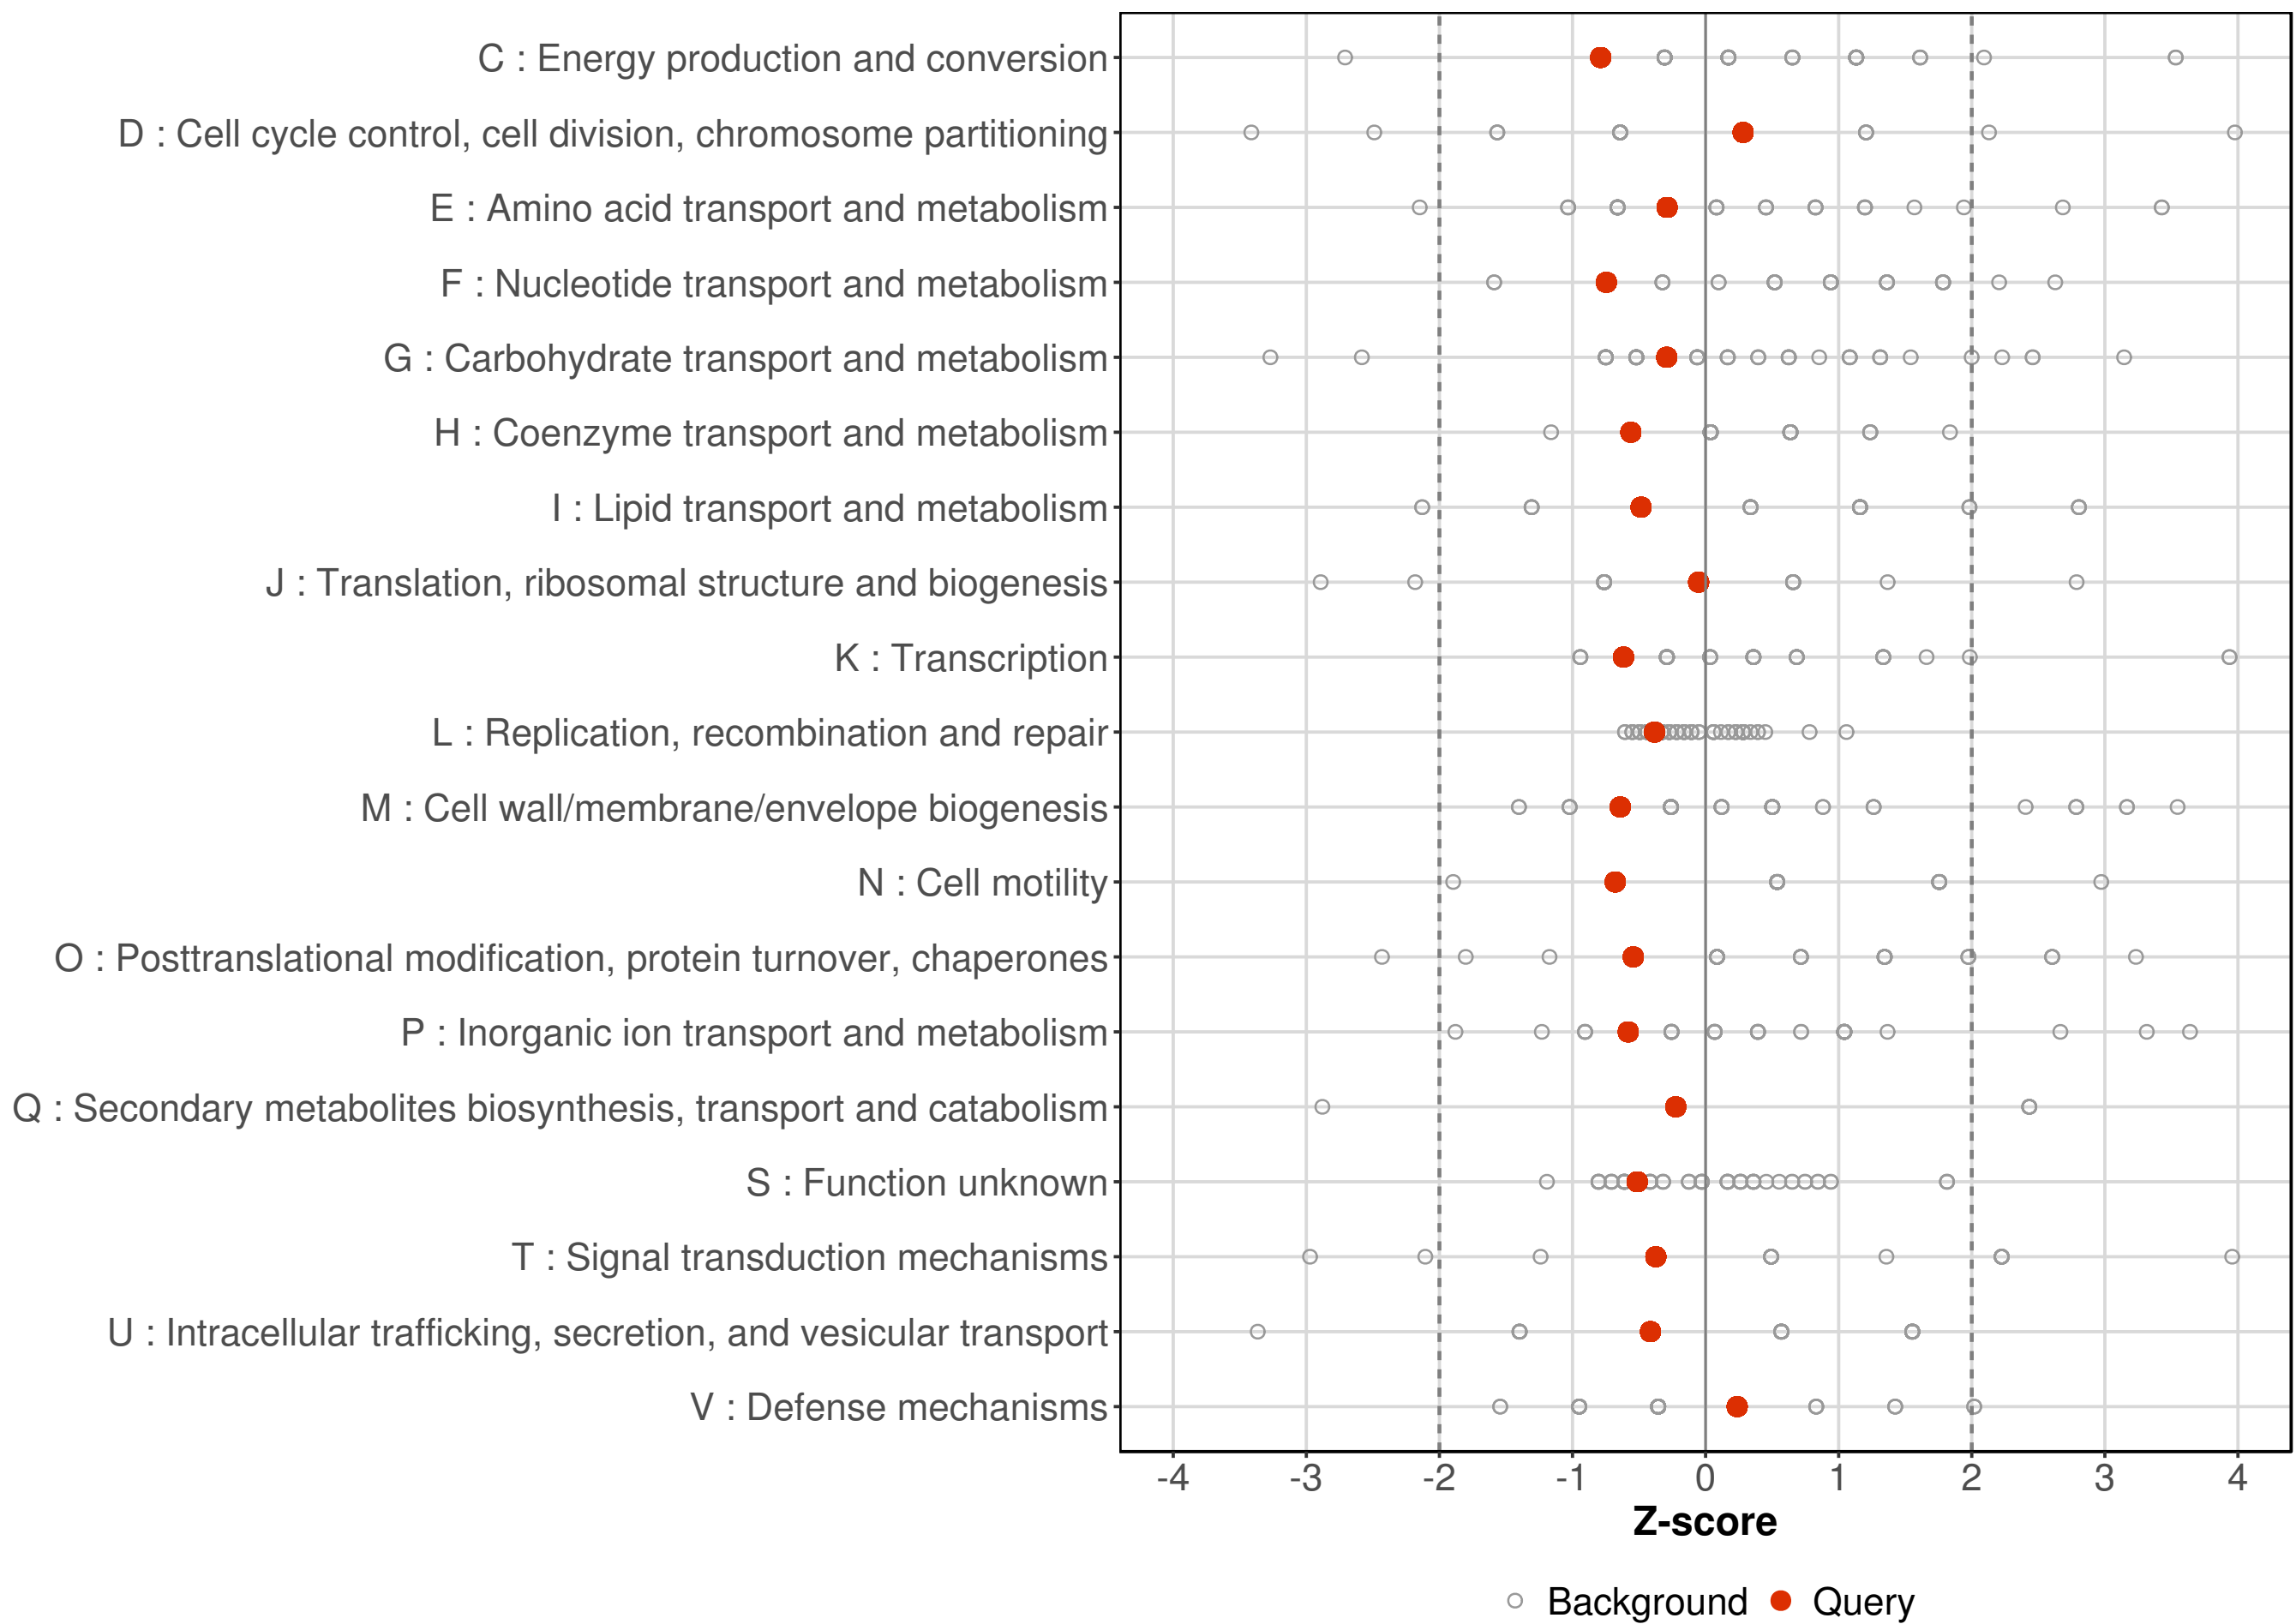 C : Energy production and conversion
D : Cell cycle control, cell division, chromosome partitioning
E : Amino acid transport and metabolism
F : Nucleotide transport and metabolism
G : Carbohydrate transport and metabolism
H : Coenzyme transport and metabolism
I : Lipid transport and metabolism
J : Translation, ribosomal structure and biogenesis
K : Transcription
L : Replication, recombination and repair
M : Cell wall/membrane/envelope biogenesis
N : Cell motility
O : Posttranslational modification, protein turnover, chaperones
P : Inorganic ion transport and metabolism
Q : Secondary metabolites biosynthesis, transport and catabolism
S : Function unknown
T : Signal transduction mechanisms
U : Intracellular trafficking, secretion, and vesicular transport
V : Defense mechanisms
-4 -3 -2 -1 0 1 2 3 4
Z-score
Background Query